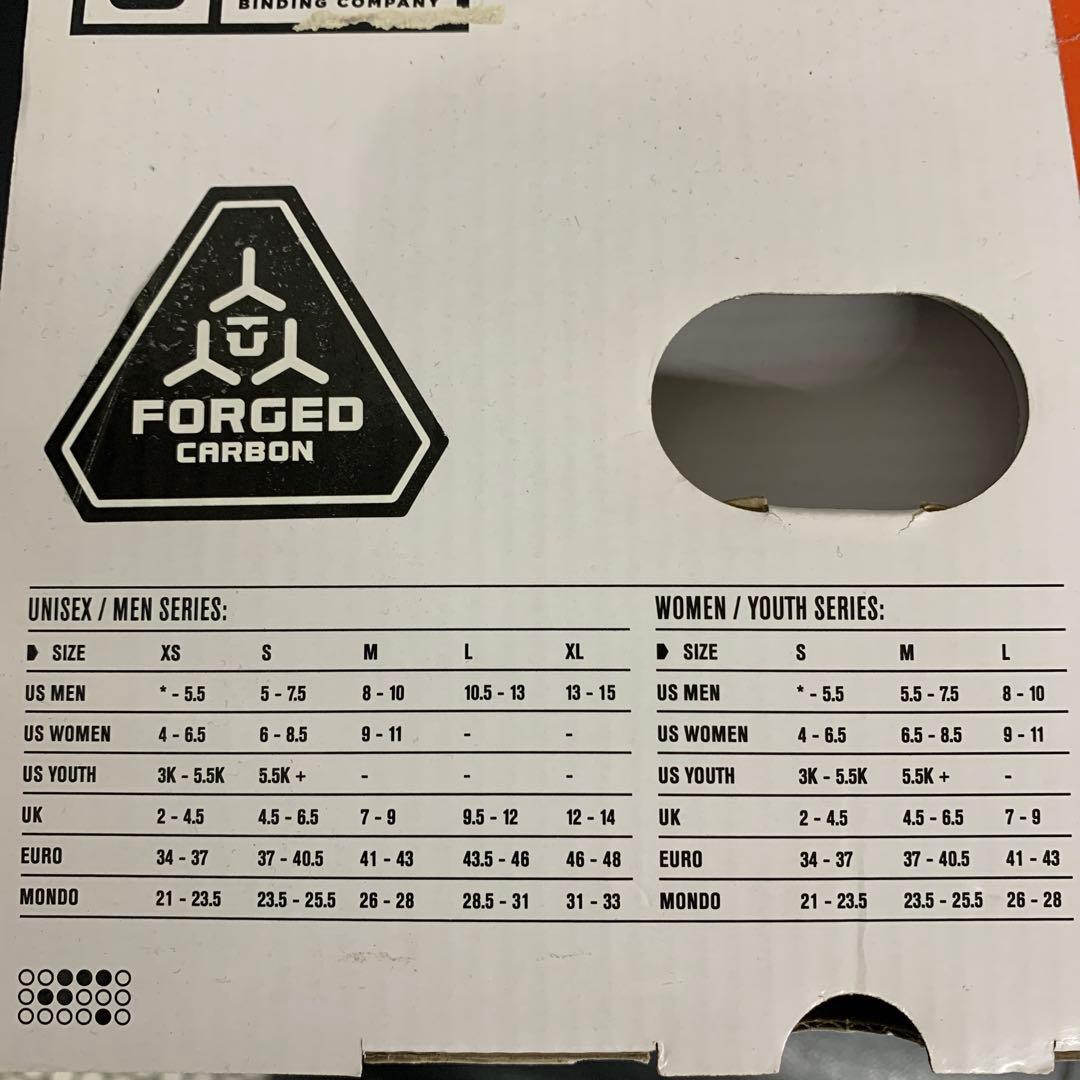 BINDING COMPANY
FORGED
CARBON
UNISEX / MEN SERIES:
SIZE XS S M L XL
US MEN * - 5.5 5 - 7.5 8 - 10 10.5 - 13 13 - 15
US WOMEN 4 - 6.5 6 - 8.5 9 - 11 - -
US YOUTH 3K - 5.5K 5.5K + - - -
UK 2 - 4.5 4.5 - 6.5 7 - 9 9.5 - 12 12 - 14
EURO 34 - 37 37 - 40.5 41 - 43 43.5 - 46 46 - 48
MONDO 21 - 23.5 23.5 - 25.5 26 - 28 28.5 - 31 31 - 33
WOMEN / YOUTH SERIES:
SIZE S M L
US MEN * - 5.5 5.5 - 7.5 8 - 10
US WOMEN 4 - 6.5 6.5 - 8.5 9 - 11
US YOUTH 3K - 5.5K 5.5K + -
UK 2 - 4.5 4.5 - 6.5 7 - 9
EURO 34 - 37 37 - 40.5 41 - 43
MONDO 21 - 23.5 23.5 - 25.5 26 - 28